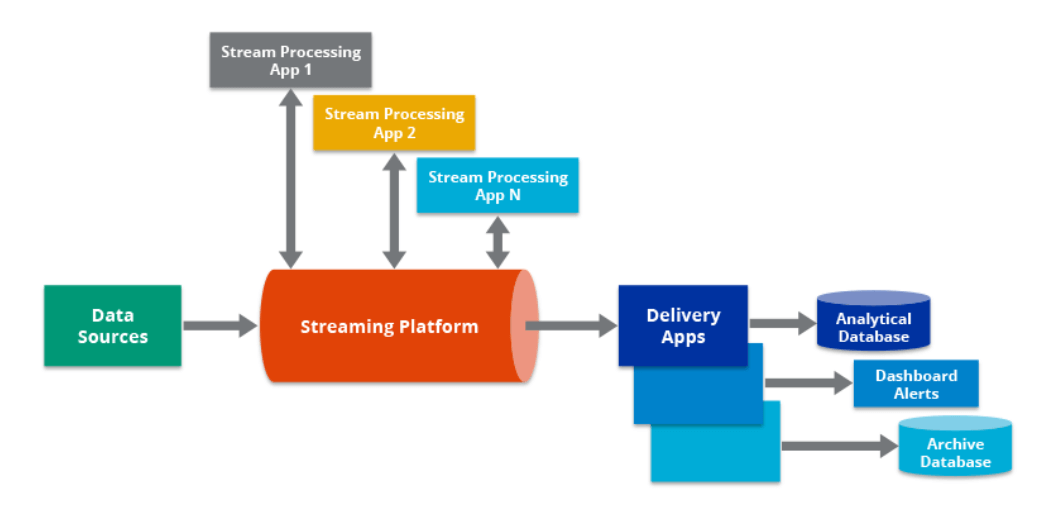 Stream Processing
App 1
Stream Processing
App 2
Stream Processing
App N
Data
Sources
Streaming Platform
Delivery
Apps
Analytical
Database
Dashboard
Alerts
Archive
Database